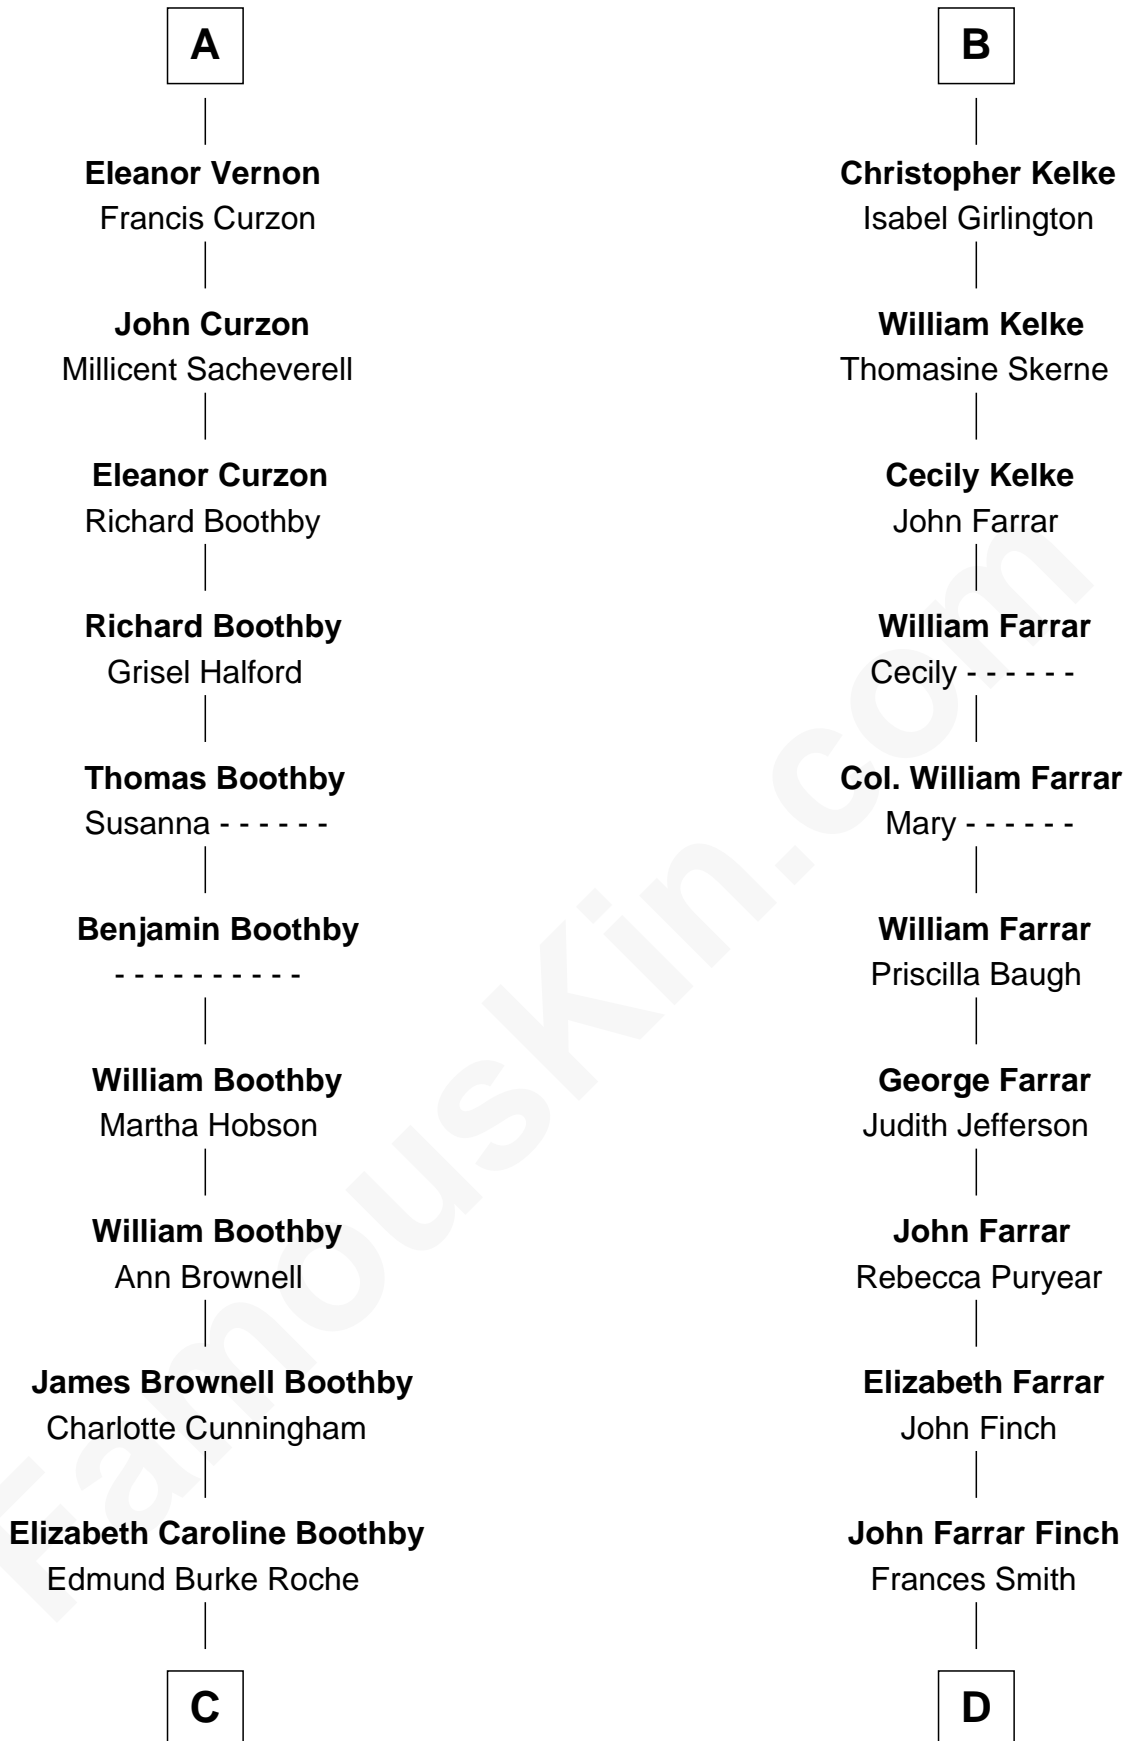 A
Eleanor Vernon
Francis Curzon
John Curzon
Millicent Sacheverell
Eleanor Curzon
Richard Boothby
Richard Boothby
Grisel Halford
Thomas Boothby
Susanna - - - - - -
Benjamin Boothby
- - - - - - - - - -
William Boothby
Martha Hobson
William Boothby
Ann Brownell
James Brownell Boothby
Charlotte Cunningham
Elizabeth Caroline Boothby
Edmund Burke Roche
C
B
Christopher Kelke
Isabel Girlington
William Kelke
Thomasine Skerne
Cecily Kelke
John Farrar
William Farrar
Cecily - - - - - -
Col. William Farrar
Mary - - - - - -
William Farrar
Priscilla Baugh
George Farrar
Judith Jefferson
John Farrar
Rebecca Puryear
Elizabeth Farrar
John Finch
John Farrar Finch
Frances Smith
D
FamousKin.com